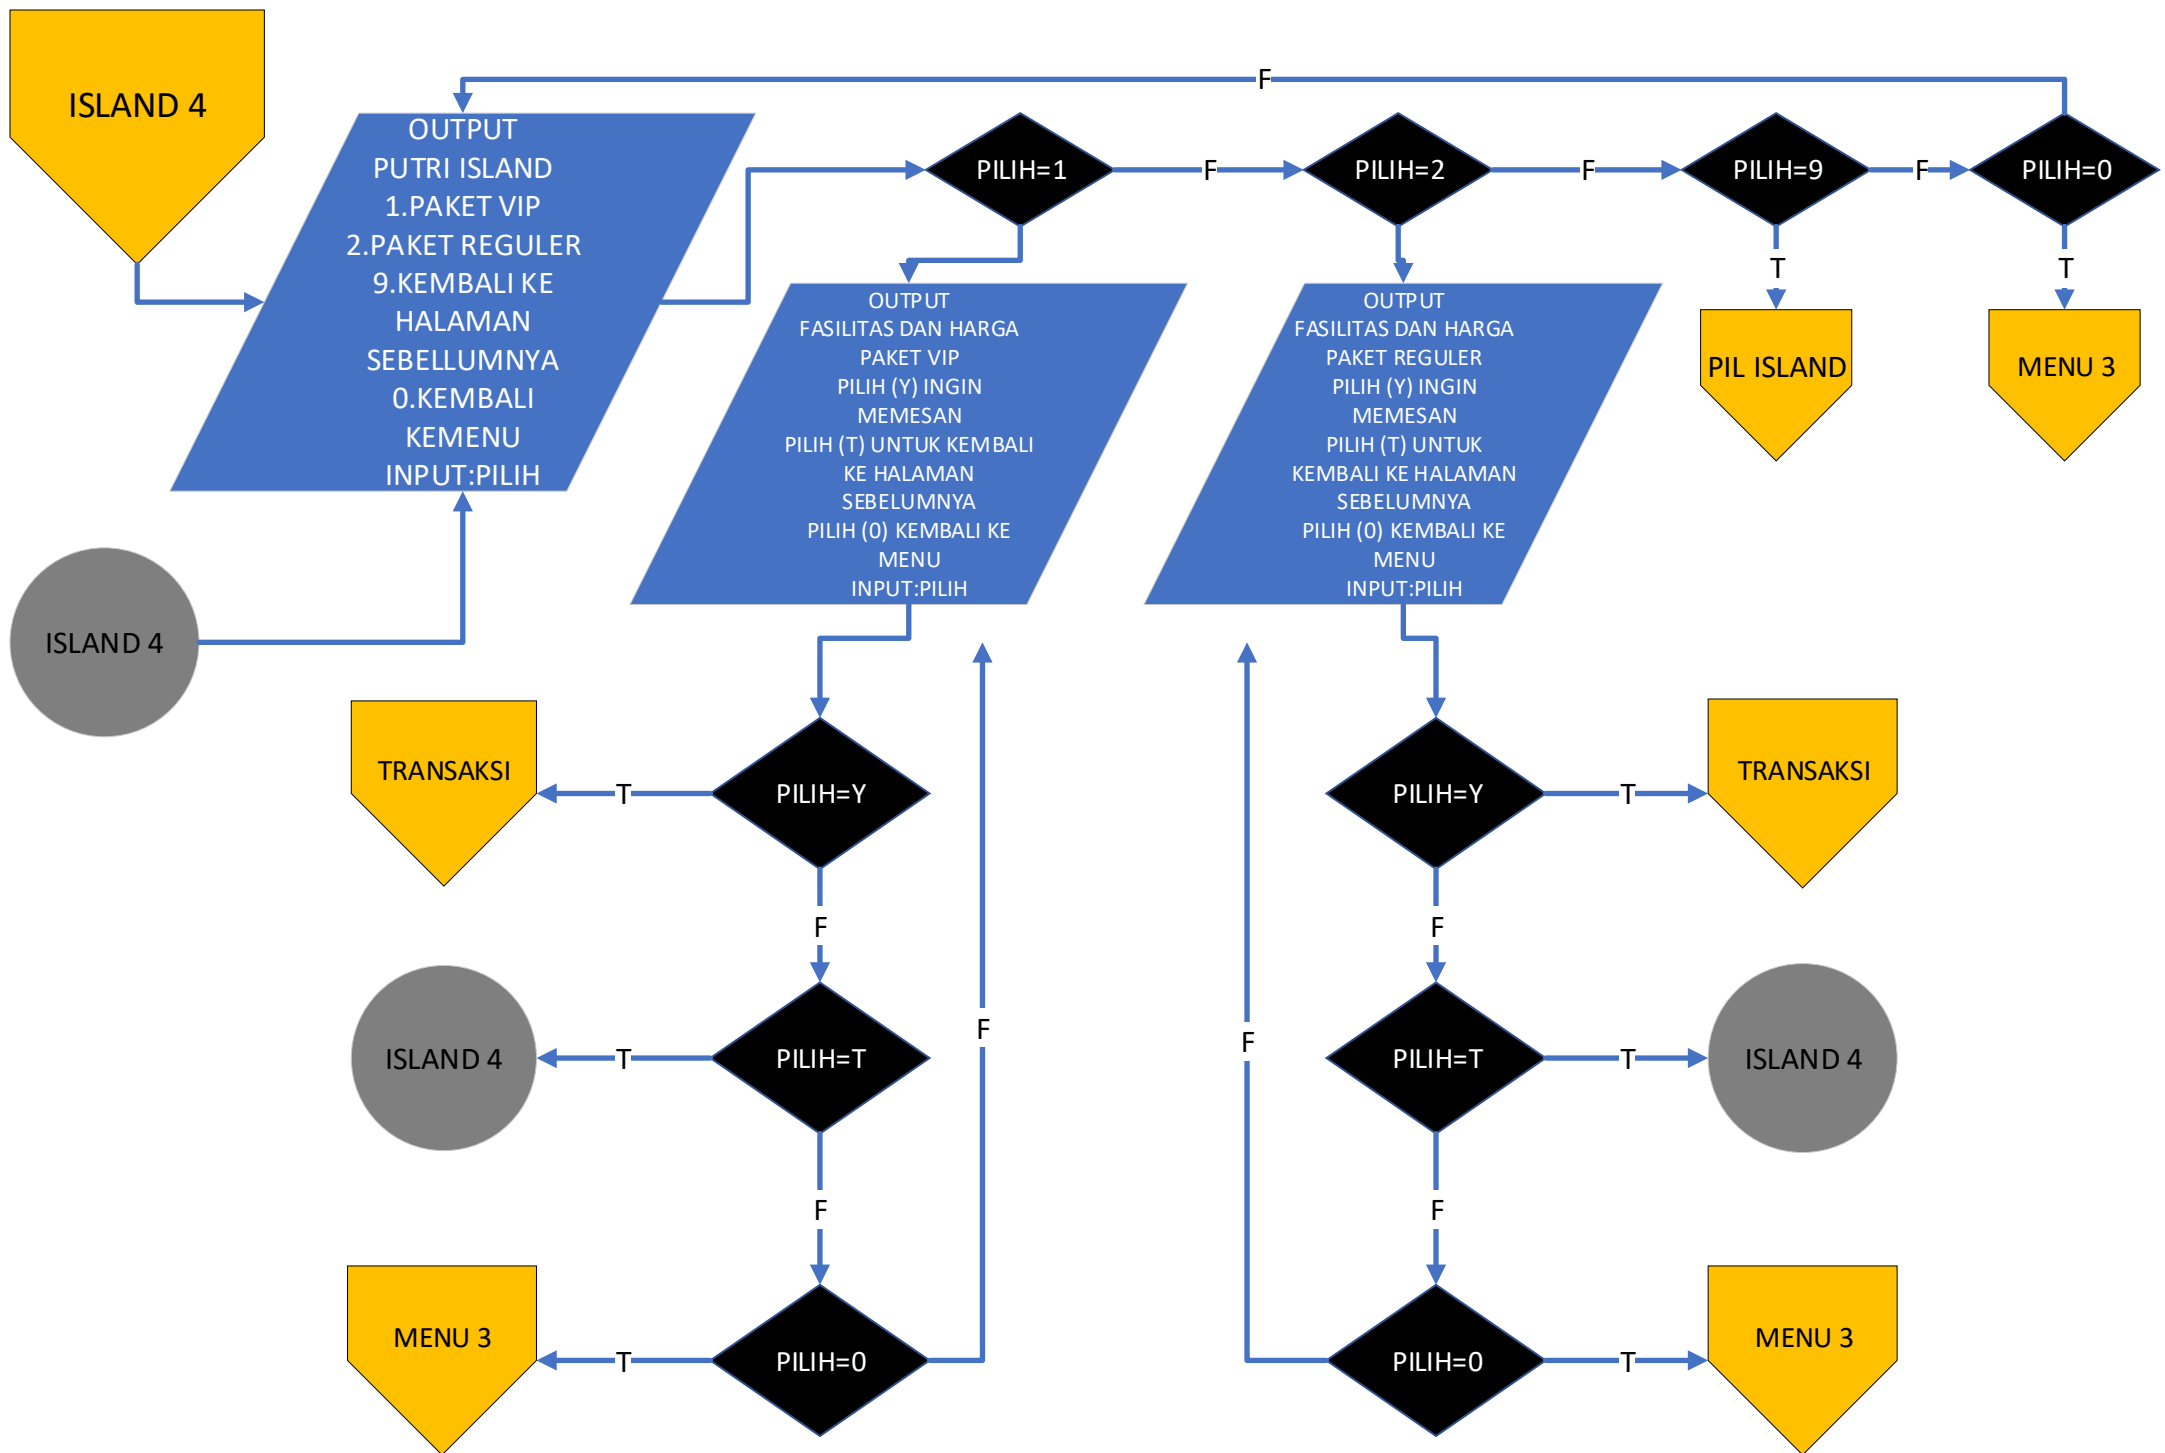 ISLAND 4
F
OUTPUT
PUTRI ISLAND
1.PAKET VIP
2.PAKET REGULER
9.KEMBALI KE
HALAMAN
SEBELLUMNYA
0.KEMBALI
KEMENU
INPUT:PILIH
PILIH=1
F
PILIH=2
F
PILIH=9
F
PILIH=0
T
T
OUTPUT
FASILITAS DAN HARGA
PAKET VIP
PILIH (Y) INGIN
MEMESAN
PILIH (T) UNTUK KEMBALI
KE HALAMAN
SEBELUMNYA
PILIH (0) KEMBALI KE
MENU
INPUT:PILIH
OUTPUT
FASILITAS DAN HARGA
PAKET REGULER
PILIH (Y) INGIN
MEMESAN
PILIH (T) UNTUK
KEMBALI KE HALAMAN
SEBELUMNYA
PILIH (0) KEMBALI KE
MENU
INPUT:PILIH
PIL ISLAND
MENU 3
ISLAND 4
TRANSAKSI
T
PILIH=Y
PILIH=Y
T
TRANSAKSI
F
F
ISLAND 4
T
PILIH=T
F
F
PILIH=T
T
ISLAND 4
F
F
MENU 3
T
PILIH=0
PILIH=0
T
MENU 3